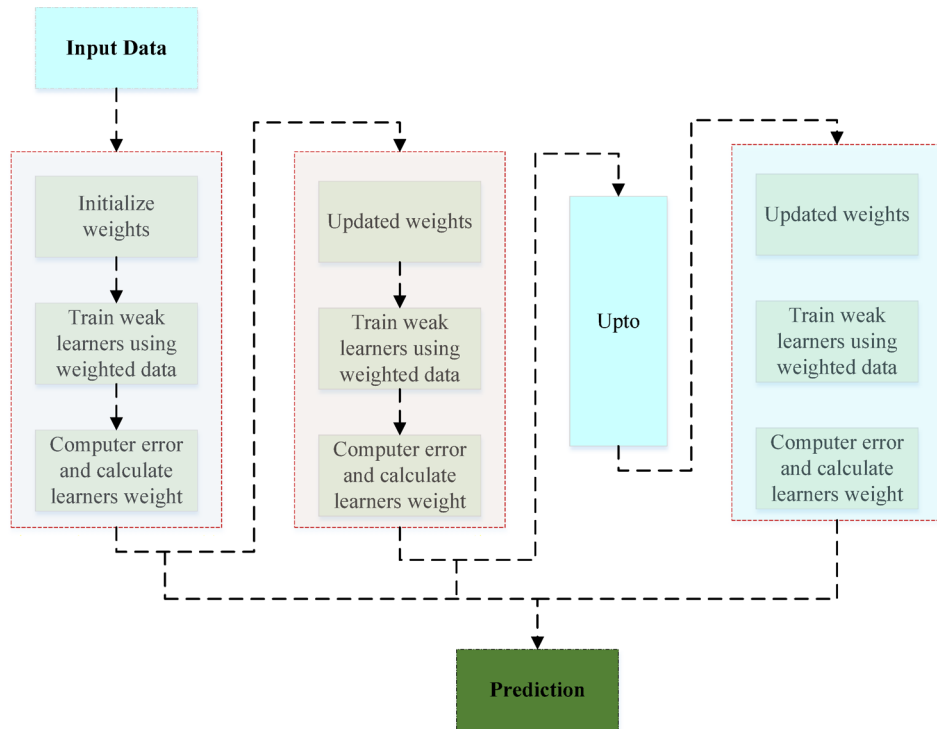 Input Data
Initialize
weights
Train weak
learners using
weighted data
Computer error
and calculate
learners weight
Updated weights
Train weak
learners using
weighted data
Computer error
and calculate
learners weight
Upto
Updated weights
Train weak
learners using
weighted data
Computer error
and calculate
learners weight
Prediction